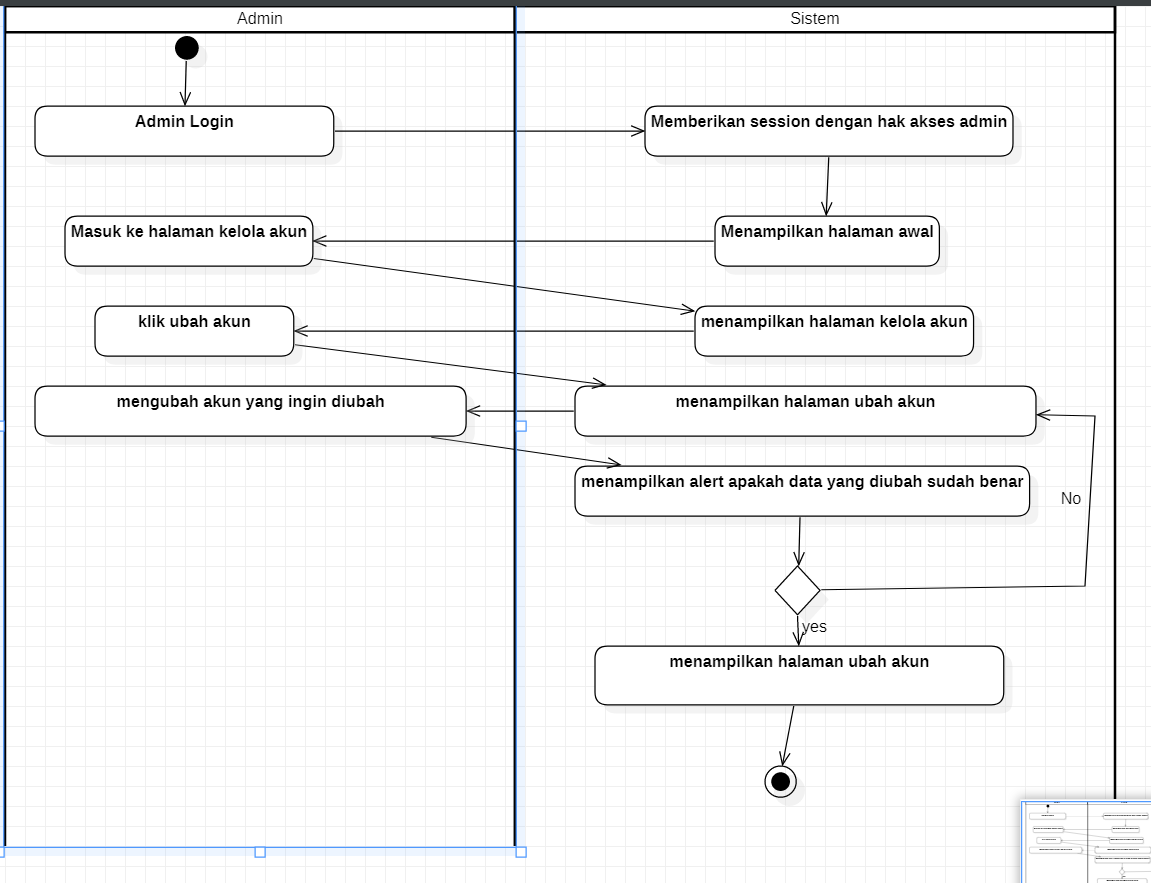 Admin
Sistem
Admin Login
Memberikan session dengan hak akses admin
Masuk ke halaman kelola akun
Menampilkan halaman awal
klik ubah akun
menampilkan halaman kelola akun
mengubah akun yang ingin diubah
menampilkan halaman ubah akun
menampilkan alert apakah data yang diubah sudah benar
No
yes
menampilkan halaman ubah akun